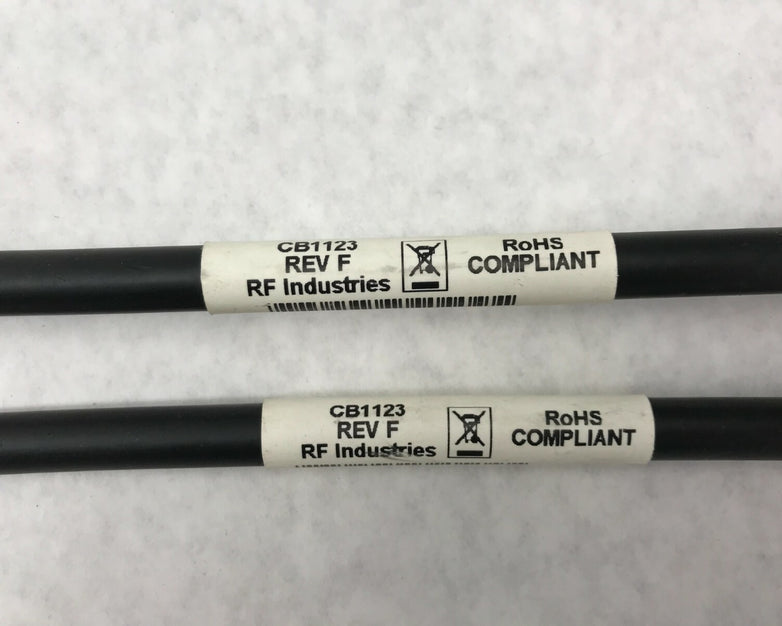 CB1123
REV F
RF Industries
RoHS
COMPLIANT
CB1123
REV F
RF Industries
RoHS
COMPLIANT